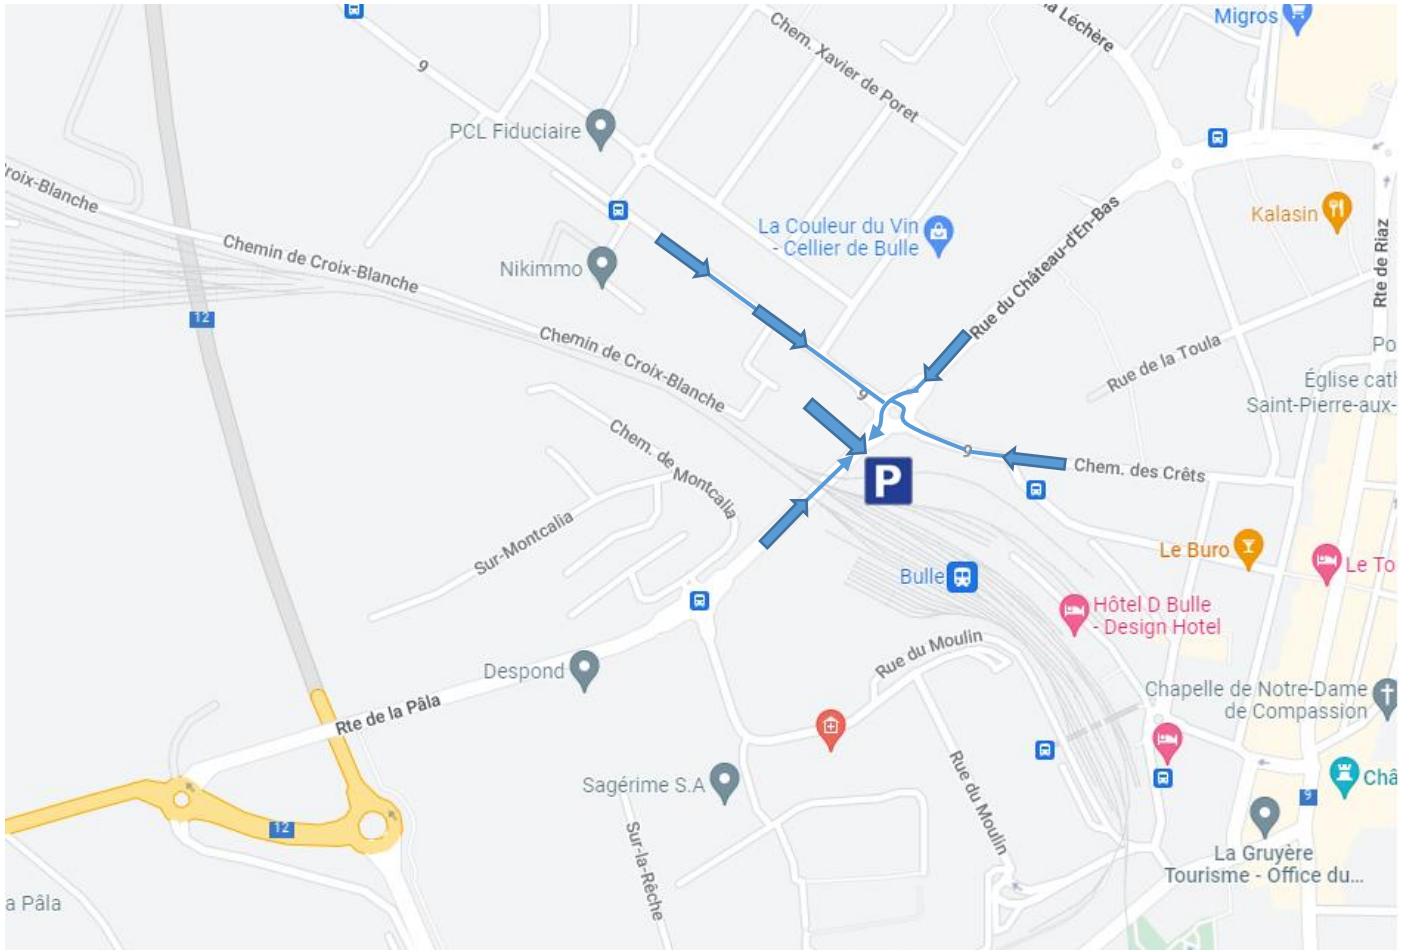 la Léchère
Migros
Chem. Xavier de Poret
9
PCL Fiduciaire
roix-Blanche
Kalasin
Rue du Château-d'En-Bas
La Couleur du Vin
- Cellier de Bulle
Chemin de Croix-Blanche
Nikimmo
Rte de Riaz
12
Chemin de Croix-Blanche
Rue de la Toula
Po
Église cath
Saint-Pierre-aux-
9
Chem. de Montcalia
9
Chem. des Crêts
P
Sur-Montcalia
Le Buro
Le To
Bulle
Hôtel D Bulle
- Design Hotel
Rue du Moulin
Despond
Rte de la Pâla
Chapelle de Notre-Dame
de Compassion
Rue du Moulin
Sagérime S.A
Châ
9
12
Sur-la-Rêche
La Gruyère
Tourisme - Office du...
a Pâla